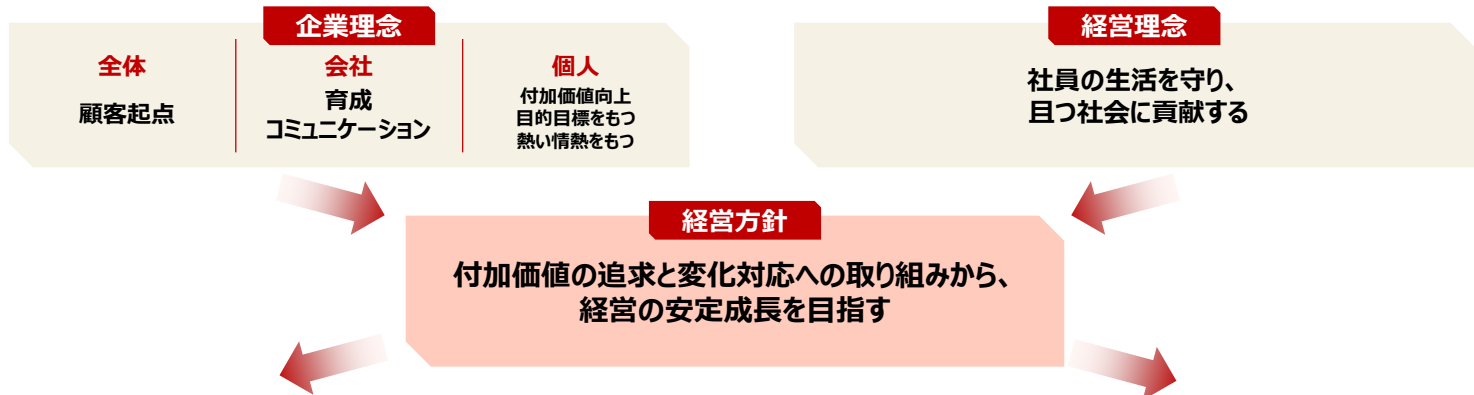 企業理念
全体
顧客起点
会社
育成
コミュニケーション
個人
付加価値向上
目的目標をもつ
熱い情熱をもつ
経営理念
社員の生活を守り、
且つ社会に貢献する
経営方針
付加価値の追求と変化対応への取り組みから、
経営の安定成長を目指す